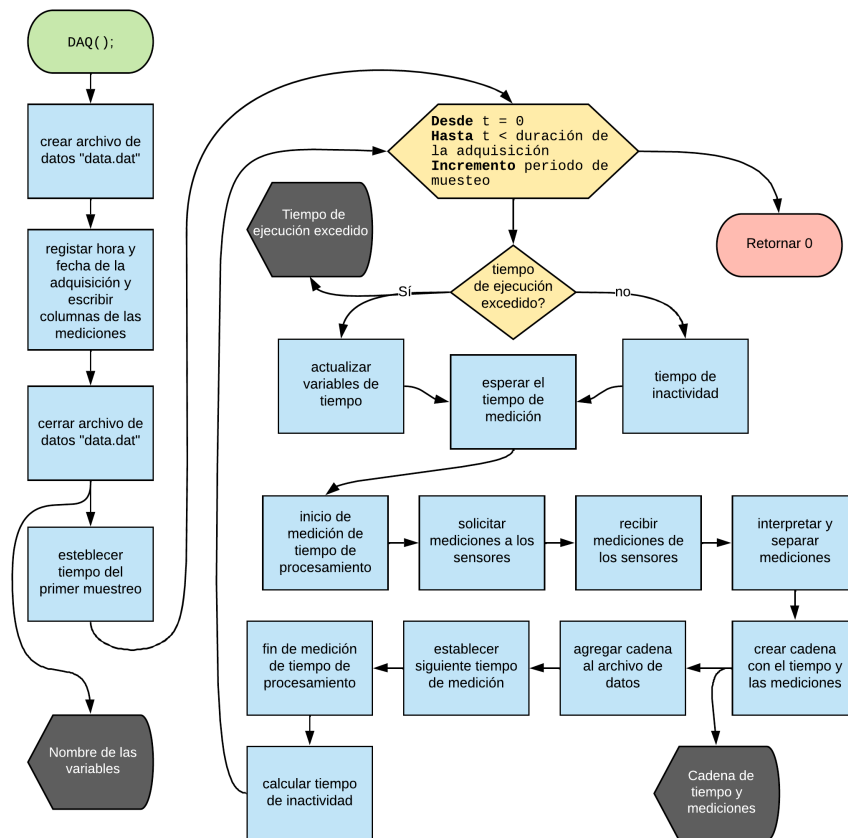 DAQ();
crear archivo de
datos "data.dat"
registar hora y
fecha de la
adquisición y
escribir
columnas de las
mediciones
cerrar archivo de
datos "data.dat"
establecer
tiempo del
primer muestreo
Nombre de las
variables
Desde t = 0
Hasta t < duración de
la adquisición
Incremento periodo de
muesteo
Retornar 0
Tiempo de
ejecución excedido
tiempo
de ejecución
excedido?
Sí
no
actualizar
variables de
tiempo
esperar el
tiempo de
medición
tiempo de
inactividad
inicio de
medición de
tiempo de
procesamiento
solicitar
mediciones a los
sensores
recibir
mediciones de
los sensores
interpretar y
separar
mediciones
crear cadena
con el tiempo y
las mediciones
agregar cadena
al archivo de
datos
establecer
siguiente tiempo
de medición
fin de medición
de tiempo de
procesamiento
calcular tiempo
de inactividad
Cadena de
tiempo y
mediciones